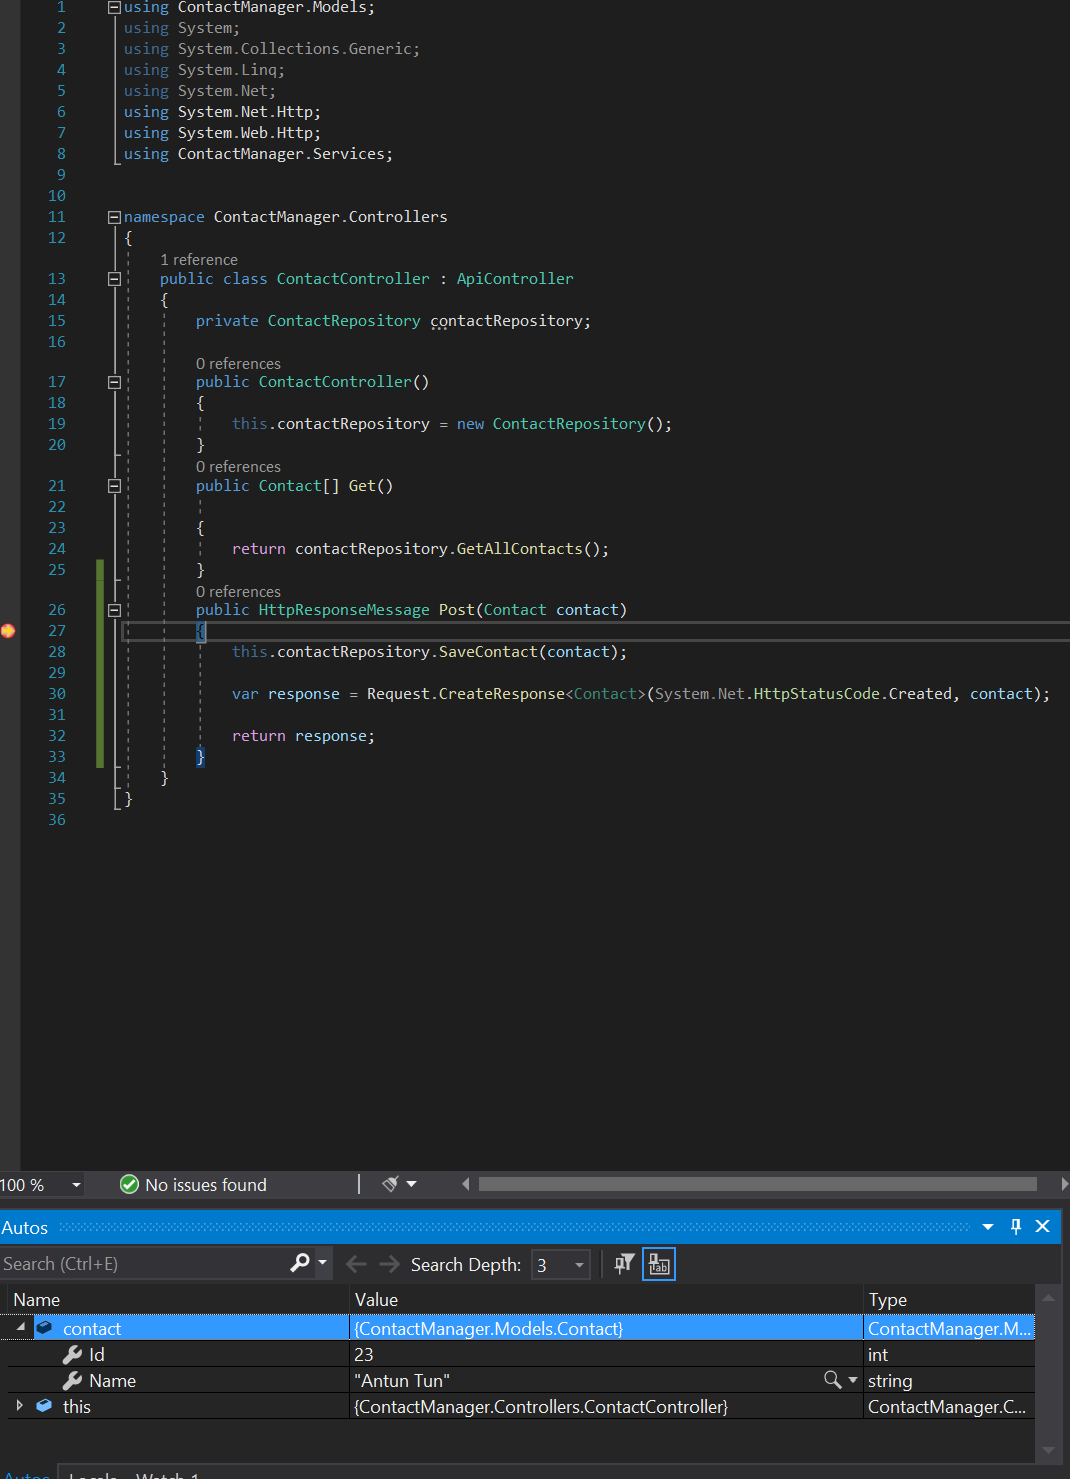 1 using ContactManager.Models;
2 using System;
3 using System.Collections.Generic;
4 using System.Linq;
5 using System.Net;
6 using System.Net.Http;
7 using System.Web.Http;
8 using ContactManager.Services;
9
10
11 namespace ContactManager.Controllers
12 {
1 reference
13 public class ContactController : ApiController
14 {
15 private ContactRepository contactRepository;
16
0 references
17 public ContactController()
18 {
19 this.contactRepository = new ContactRepository();
20 }
0 references
21 public Contact[] Get()
22
23 {
24 return contactRepository.GetAllContacts();
25 }
0 references
26 public HttpResponseMessage Post(Contact contact)
27 {
28 this.contactRepository.SaveContact(contact);
29
30 var response = Request.CreateResponse<Contact>(System.Net.HttpStatusCode.Created, contact);
31
32 return response;
33 }
34 }
35 }
36
100 % No issues found
Autos
Search (Ctrl+E) Search Depth: 3
Name Value Type
contact {ContactManager.Models.Contact} ContactManager.M...
Id 23 int
Name "Antun Tun" string
this {ContactManager.Controllers.ContactController} ContactManager.C...
Autos Locals Watch 1